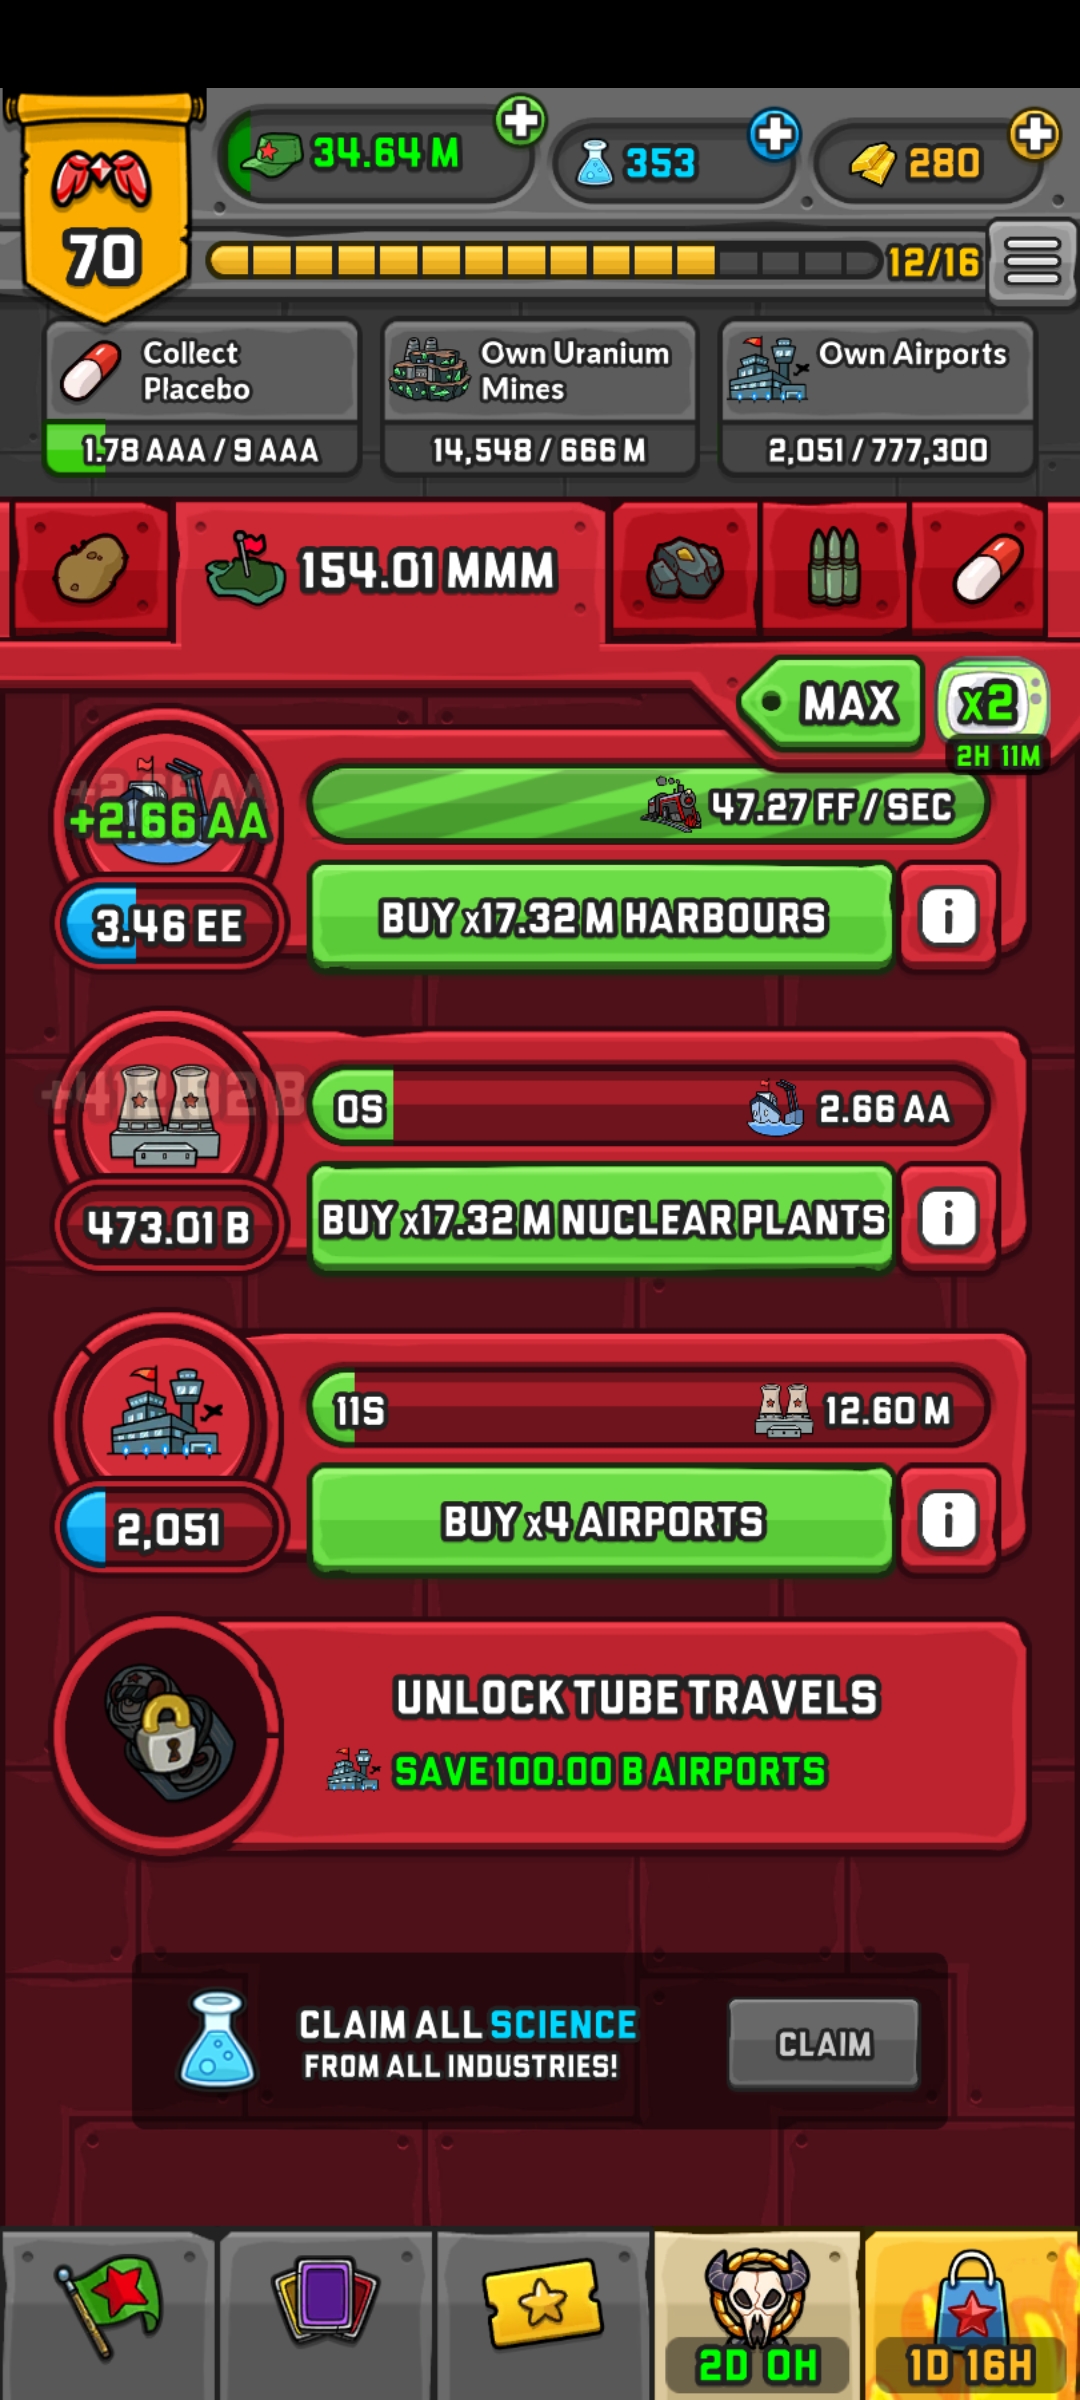 70
34.64 M
353
280
12/16
Collect
Placebo
1.78 AAA / 9 AAA
Own Uranium
Mines
14,548 / 666 M
Own Airports
2,051 / 777,300
154.01 MMM
MAX
x2
2H 11M
+2.66 AA
47.27 FF / SEC
3.46 EE
BUY x17.32 M HARBOURS
i
0S
2.66 AA
473.01 B
BUY x17.32 M NUCLEAR PLANTS
i
11S
12.60 M
2,051
BUY x4 AIRPORTS
i
UNLOCK TUBE TRAVELS
SAVE 100.00 B AIRPORTS
CLAIM ALL SCIENCE
FROM ALL INDUSTRIES!
CLAIM
2D 0H
1D 16H